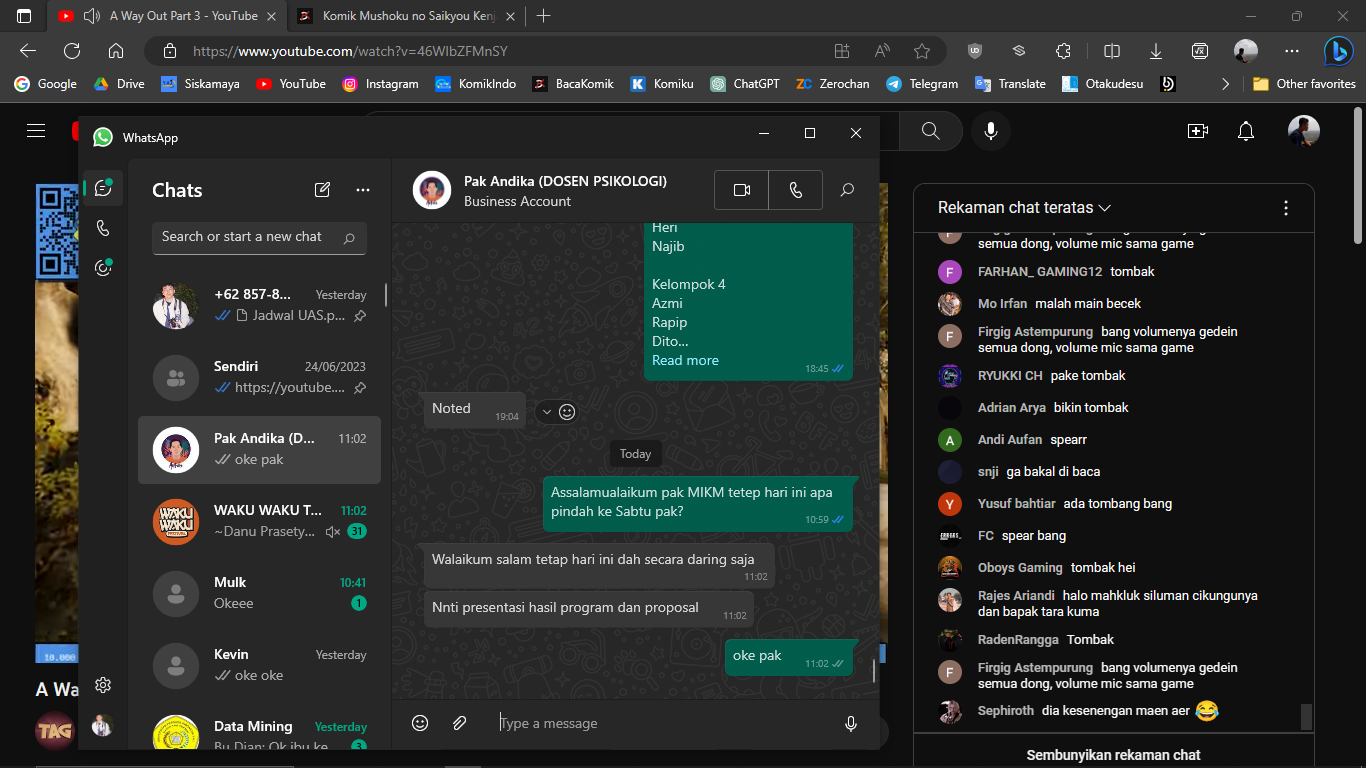 A Way Out Part 3 - YouTube
Komik Mushoku no Saikyou Kenj
https://www.youtube.com/watch?v=46WIbZFMnSY
Google
Drive
Siskamaya
YouTube
Instagram
KomikIndo
BacaKomik
Komiku
ChatGPT
Zerochan
Telegram
Translate
Otakudesu
Other favorites
WhatsApp
Chats
Search or start a new chat
+62 857-8...
Yesterday
Jadwal UAS.p...
Sendiri
24/06/2023
https://youtube....
Pak Andika (D...
11:02
oke pak
WAKU WAKU T...
11:02
~Danu Prasety...
31
Mulk
10:41
Okeee
1
Kevin
Yesterday
oke oke
Data Mining
Yesterday
Bu Dian: Ok ibu ke
3
Pak Andika (DOSEN PSIKOLOGI)
Business Account
Heri
Najib
Kelompok 4
Azmi
Rapip
Dito...
Read more
18:45
Noted
19:04
Today
Assalamualaikum pak MIKM tetep hari ini apa
pindah ke Sabtu pak?
10:59
Walaikum salam tetap hari ini dah secara daring saja
11:02
Nnti presentasi hasil program dan proposal
11:02
oke pak
11:02
Type a message
10.000
A Wa
TAG
Rekaman chat teratas
semua dong, volume mic sama game
FARHAN_ GAMING12 tombak
Mo Irfan malah main becek
Firgig Astempurung bang volumenya gedein
semua dong, volume mic sama game
RYUKKI CH pake tombak
Adrian Arya bikin tombak
Andi Aufan spearr
snji ga bakal di baca
Yusuf bahtiar ada tombang bang
FC spear bang
Oboys Gaming tombak hei
Rajes Ariandi halo mahkluk siluman cikungunya
dan bapak tara kuma
RadenRangga Tombak
Firgig Astempurung bang volumenya gedein
semua dong, volume mic sama game
Sephiroth dia kesenengan maen aer 😂
Sembunyikan rekaman chat